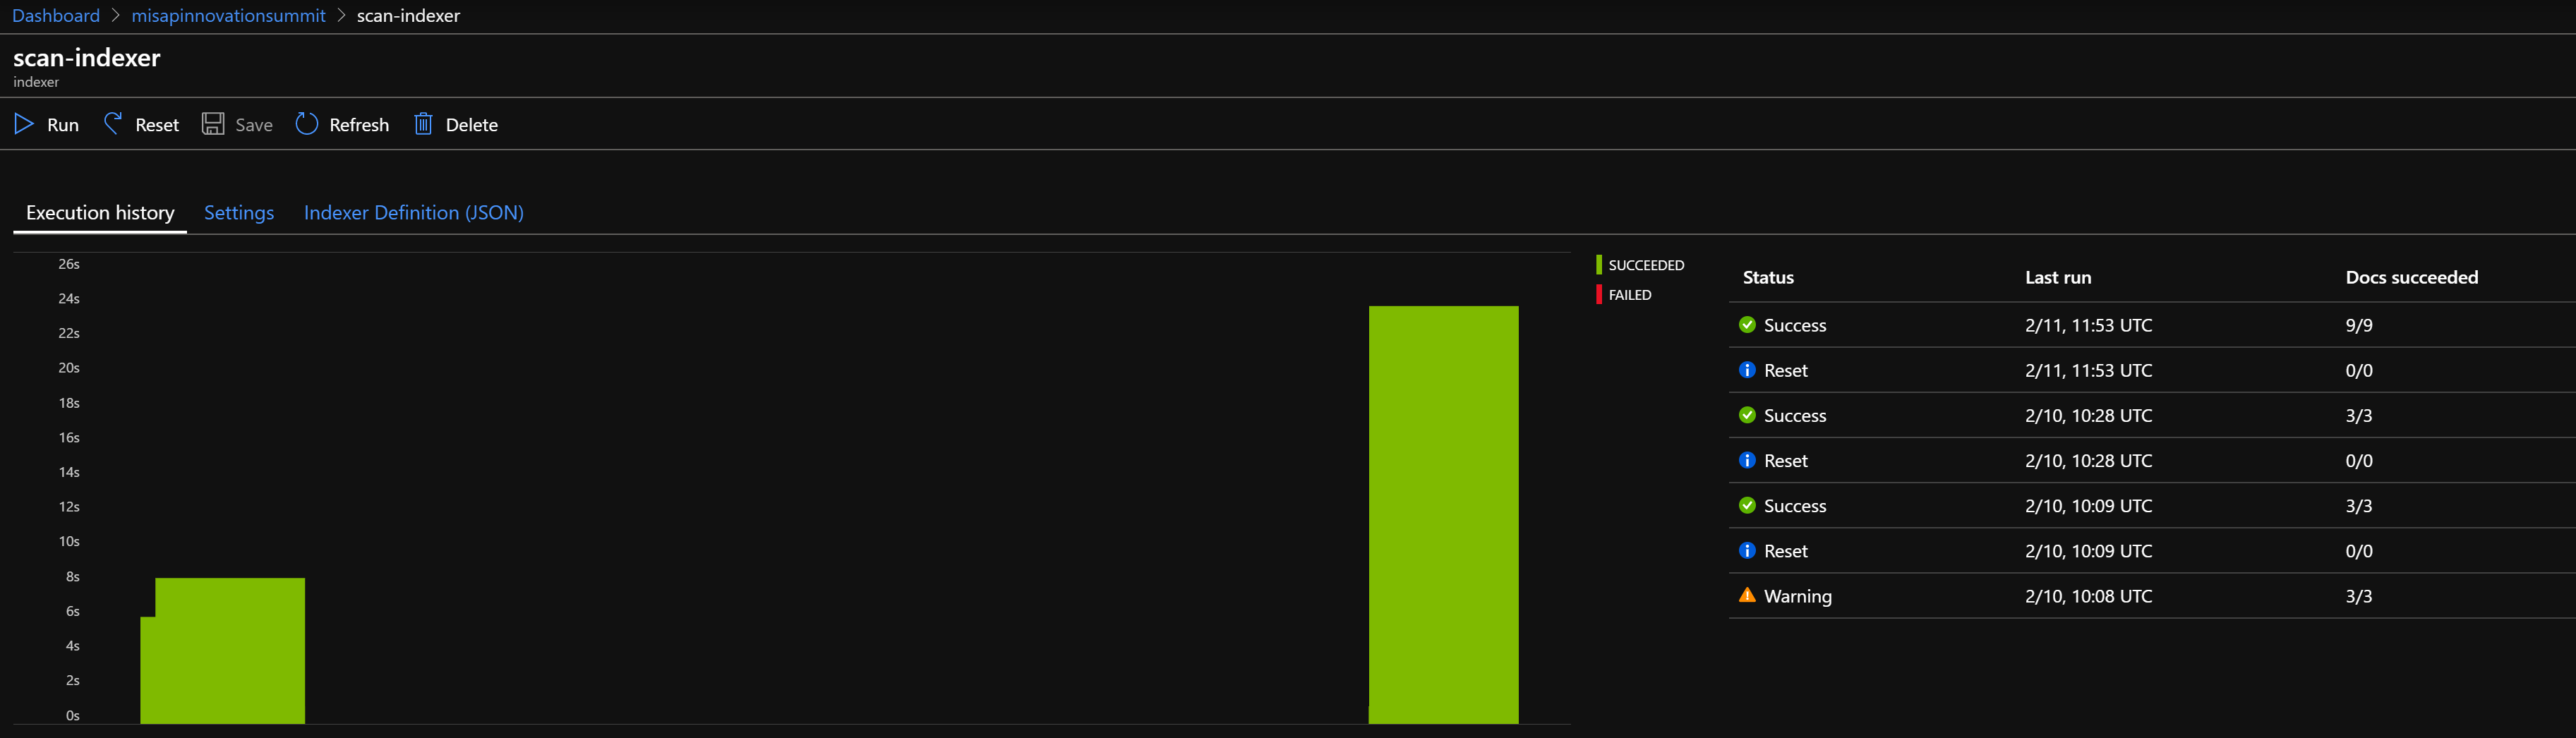 Dashboard > misapinnovationsummit > scan-indexer
scan-indexer
indexer
Run Reset Save Refresh Delete
Execution history Settings Indexer Definition (JSON)
26s
24s
22s
20s
18s
16s
14s
12s
10s
8s
6s
4s
2s
0s
SUCCEEDED
FAILED
Status Last run Docs succeeded
Success 2/11, 11:53 UTC 9/9
Reset 2/11, 11:53 UTC 0/0
Success 2/10, 10:28 UTC 3/3
Reset 2/10, 10:28 UTC 0/0
Success 2/10, 10:09 UTC 3/3
Reset 2/10, 10:09 UTC 0/0
Warning 2/10, 10:08 UTC 3/3